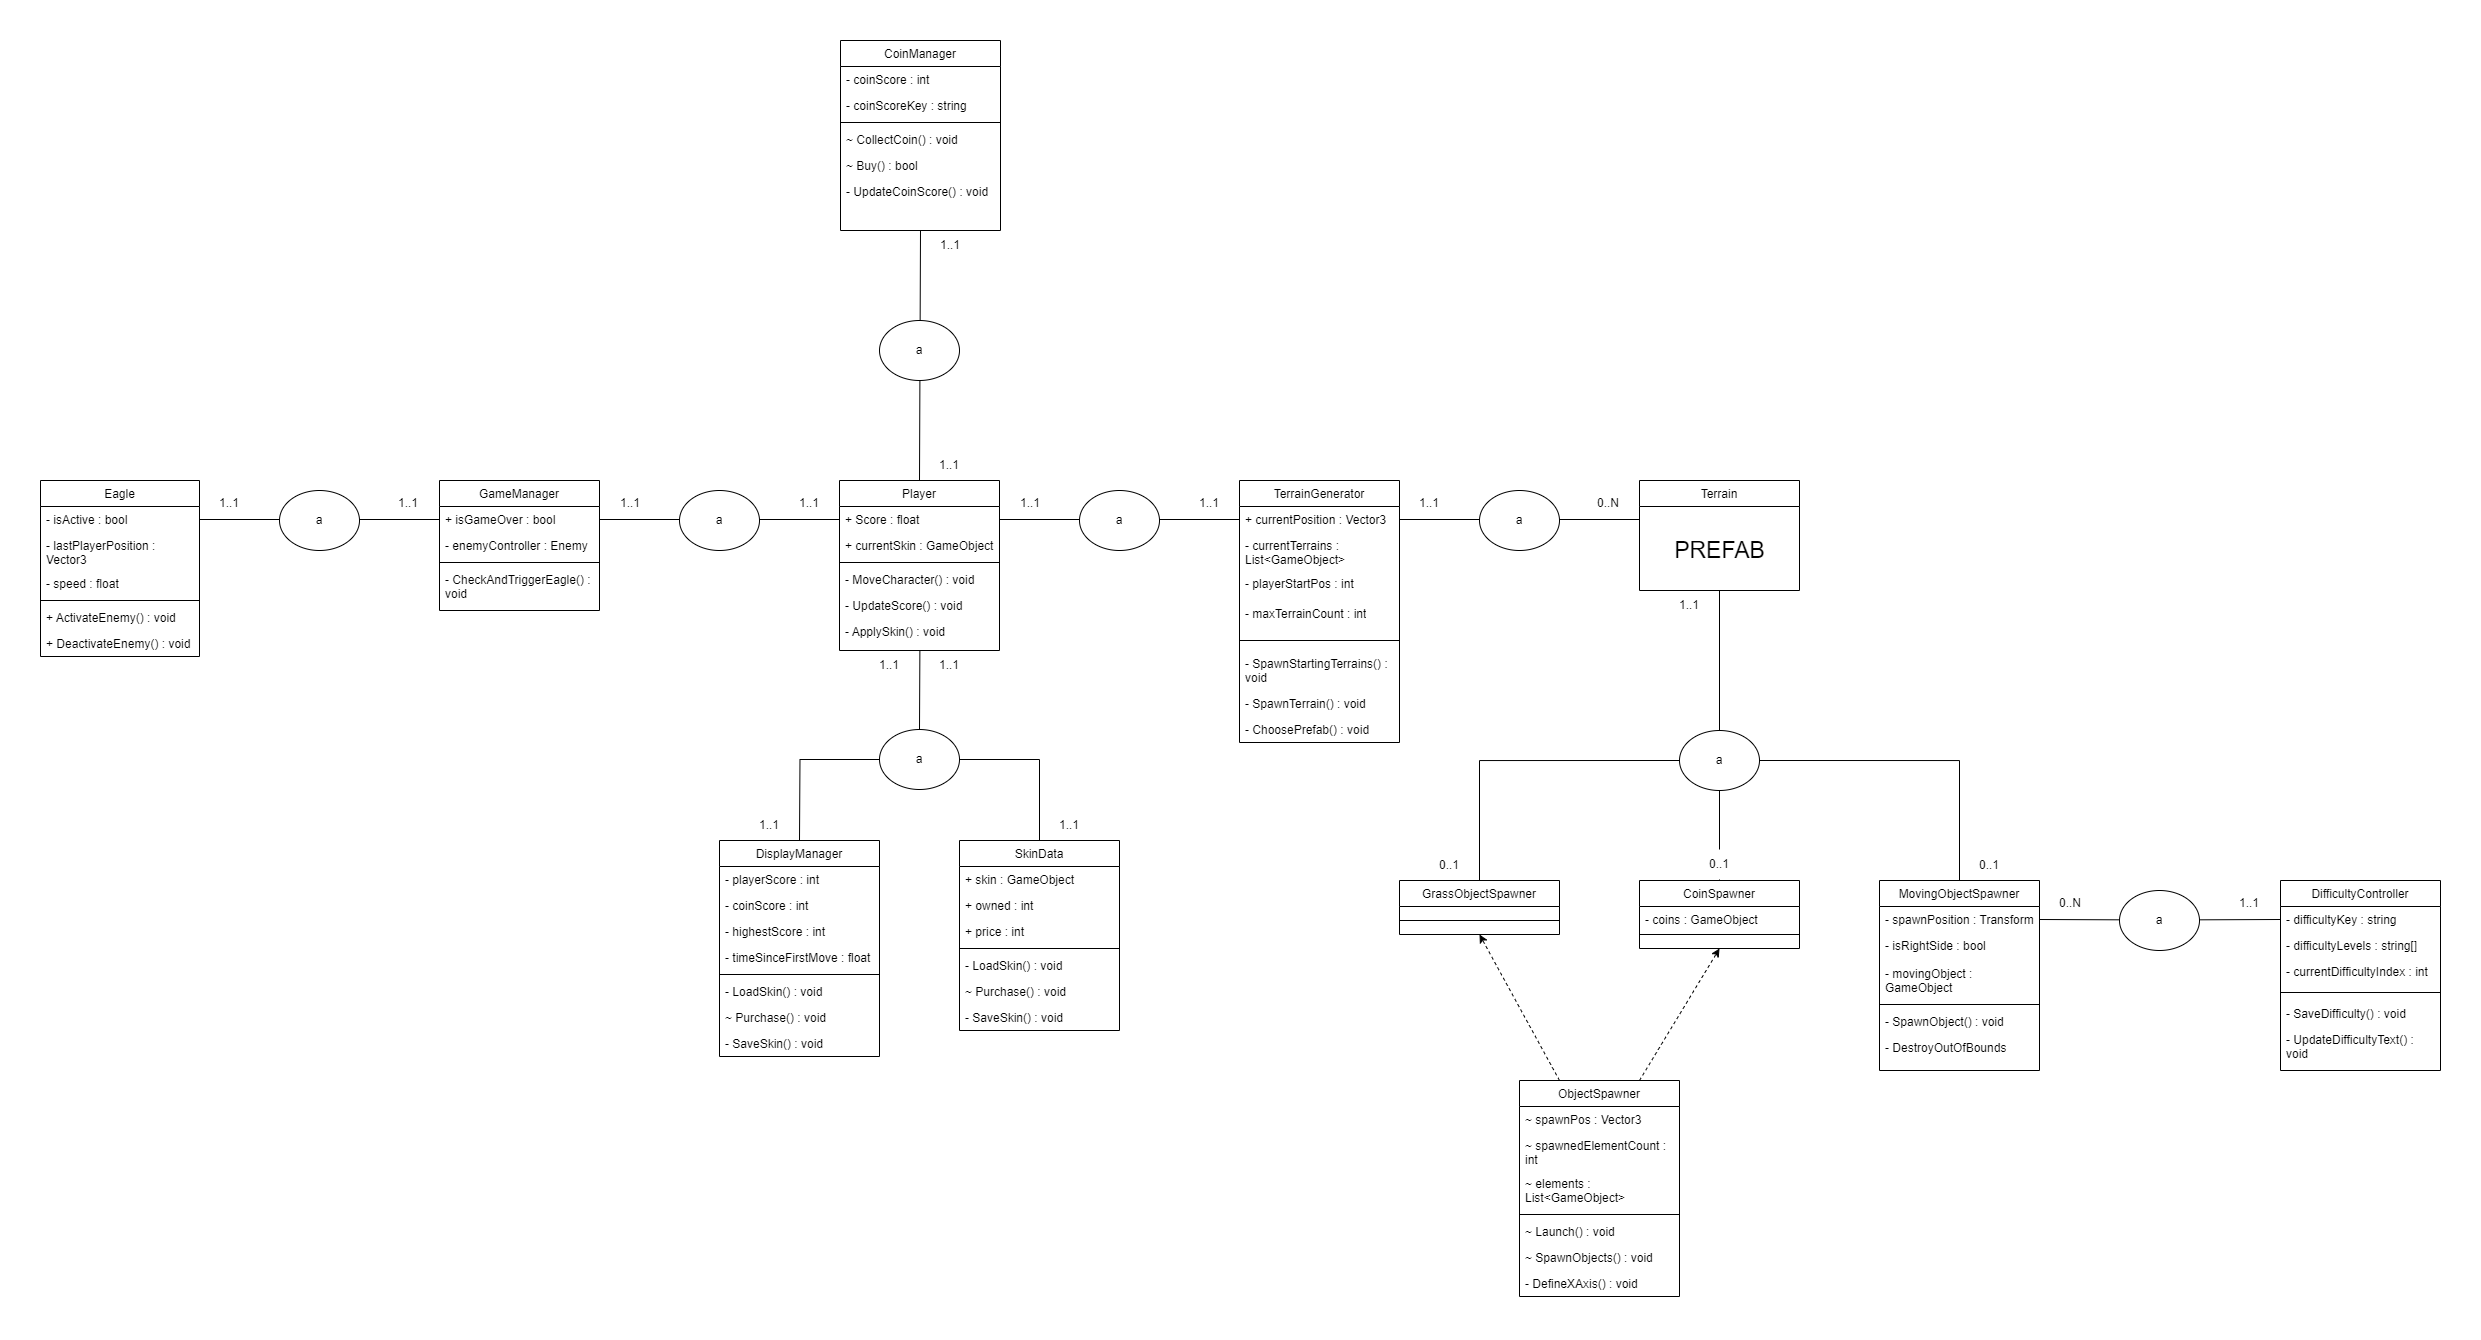 CoinManager
- coinScore : int
- coinScoreKey : string
~ CollectCoin() : void
~ Buy() : bool
- UpdateCoinScore() : void
1..1
a
1..1
Eagle
- isActive : bool
- lastPlayerPosition :
Vector3
- speed : float
+ ActivateEnemy() : void
+ DeactivateEnemy() : void
1..1
a
1..1
GameManager
+ isGameOver : bool
- enemyController : Enemy
- CheckAndTriggerEagle() :
void
1..1
a
1..1
Player
+ Score : float
+ currentSkin : GameObject
- MoveCharacter() : void
- UpdateScore() : void
- ApplySkin() : void
1..1
a
1..1
TerrainGenerator
+ currentPosition : Vector3
- currentTerrains :
List<GameObject>
- playerStartPos : int
- maxTerrainCount : int
- SpawnStartingTerrains() :
void
- SpawnTerrain() : void
- ChoosePrefab() : void
1..1
a
0..N
Terrain
PREFAB
1..1
1..1
1..1
a
a
1..1
1..1
DisplayManager
- playerScore : int
- coinScore : int
- highestScore : int
- timeSinceFirstMove : float
- LoadSkin() : void
~ Purchase() : void
- SaveSkin() : void
SkinData
+ skin : GameObject
+ owned : int
+ price : int
- LoadSkin() : void
~ Purchase() : void
- SaveSkin() : void
0..1
0..1
0..1
GrassObjectSpawner
CoinSpawner
- coins : GameObject
MovingObjectSpawner
- spawnPosition : Transform
- isRightSide : bool
- movingObject :
GameObject
- SpawnObject() : void
- DestroyOutOfBounds
0..N
a
1..1
DifficultyController
- difficultyKey : string
- difficultyLevels : string[]
- currentDifficultyIndex : int
- SaveDifficulty() : void
- UpdateDifficultyText() :
void
ObjectSpawner
~ spawnPos : Vector3
~ spawnedElementCount :
int
~ elements :
List<GameObject>
~ Launch() : void
~ SpawnObjects() : void
- DefineXAxis() : void